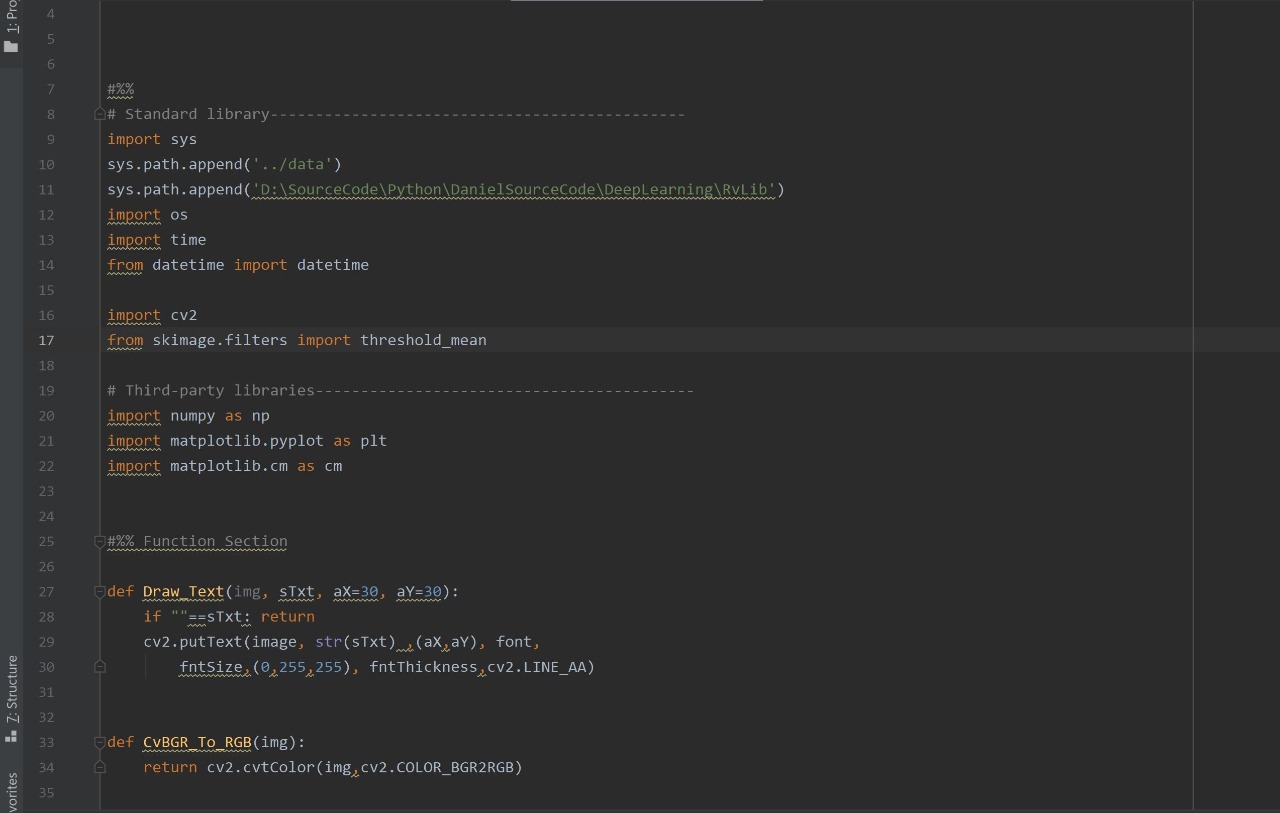 1: Pro
4
5
6
7 #%%
8 # Standard library----------------------------------------------
9 import sys
10 sys.path.append('../data')
11 sys.path.append('D:\SourceCode\Python\DanielSourceCode\DeepLearning\RvLib')
12 import os
13 import time
14 from datetime import datetime
15
16 import cv2
17 from skimage.filters import threshold_mean
18
19 # Third-party libraries------------------------------------------
20 import numpy as np
21 import matplotlib.pyplot as plt
22 import matplotlib.cm as cm
23
24
25 #%% Function Section
26
27 def Draw_Text(img, sTxt, aX=30, aY=30):
28     if ""==sTxt: return
29     cv2.putText(image, str(sTxt) ,(aX,aY), font,
30         fntSize,(0,255,255), fntThickness,cv2.LINE_AA)
31
32
33 def CvBGR_To_RGB(img):
34     return cv2.cvtColor(img,cv2.COLOR_BGR2RGB)
35
7: Structure
vorites